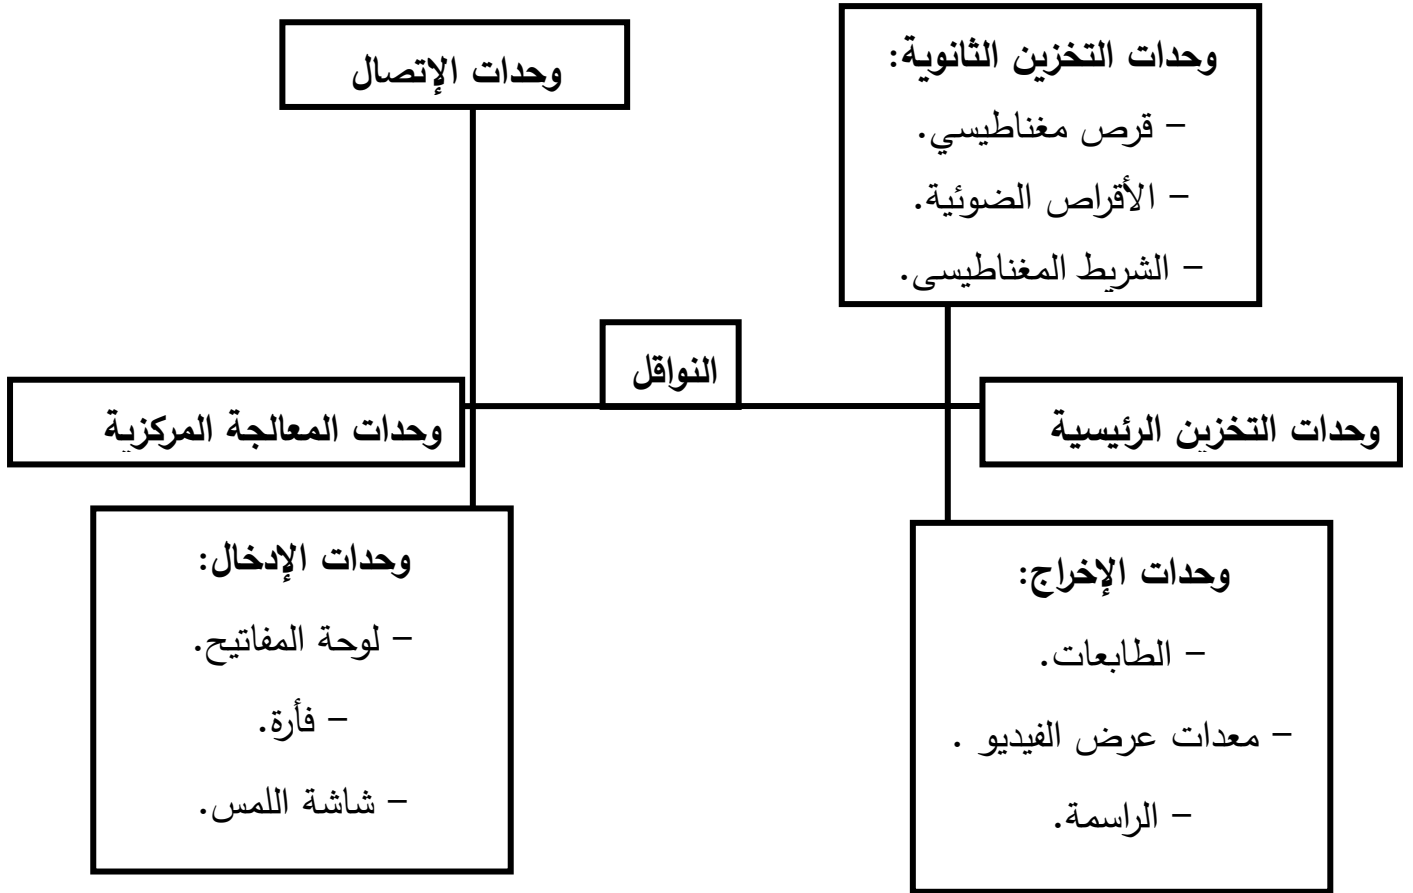 وحدات التخزين الثانوية:
– قرص مغناطيسي.
– الأقراص الضوئية.
– الشريط المغناطيسى.
وحدات الإتصال
النواقل
وحدات التخزين الرئيسية
وحدات المعالجة المركزية
وحدات الإخراج:
– الطابعات.
– معدات عرض الفيديو .
– الراسمة.
وحدات الإدخال:
– لوحة المفاتيح.
– فأرة.
– شاشة اللمس.